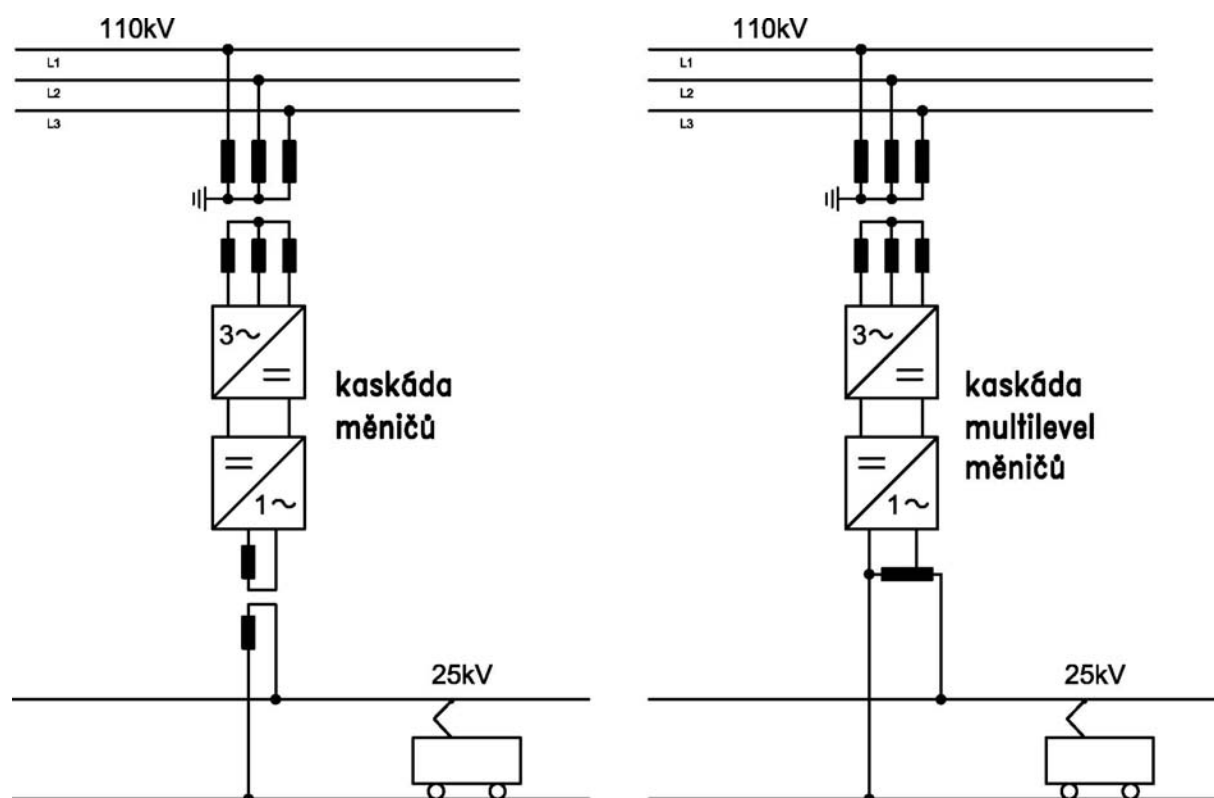 110kV
L1
L2
L3
3~
kaskáda
měničů
1~
25kV
110kV
L1
L2
L3
3~
kaskáda
multilevel
měničů
1~
25kV